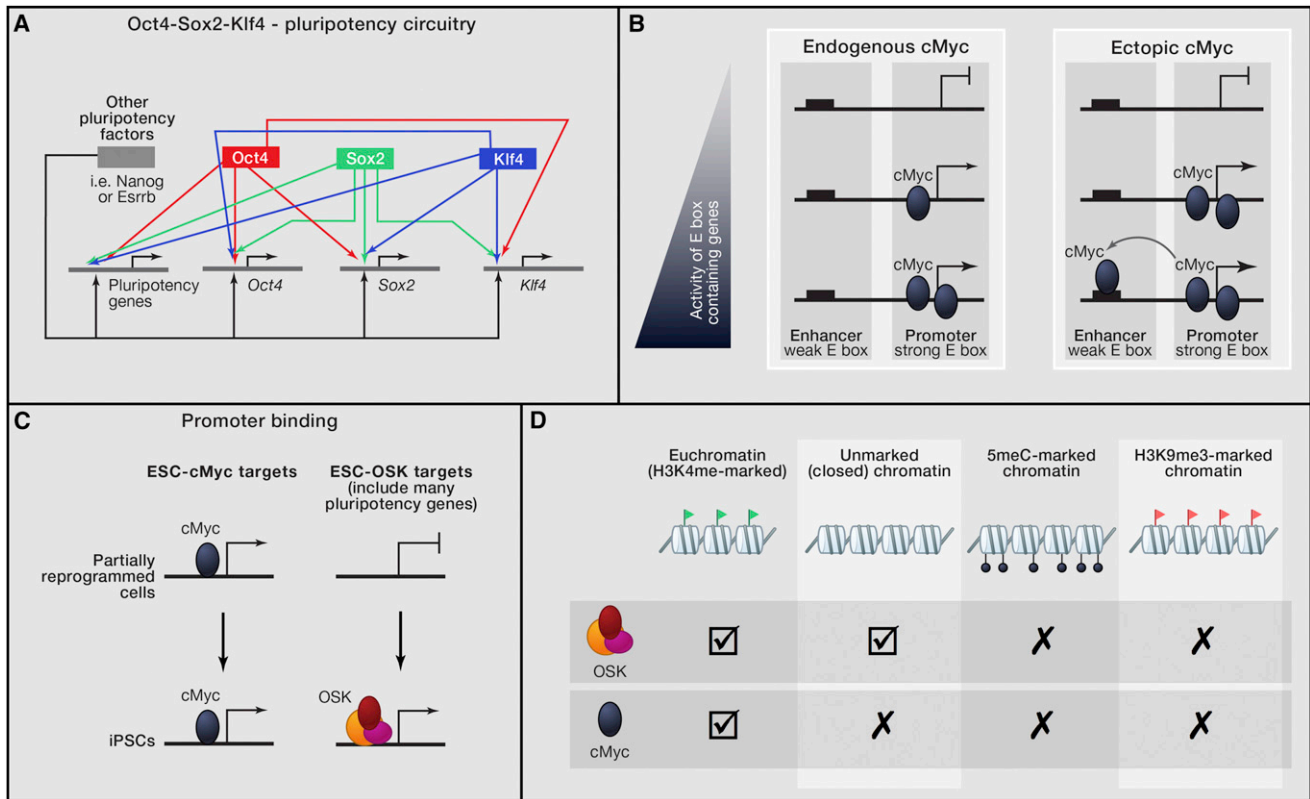 A
Oct4-Sox2-Klf4 - pluripotency circuitry
Other
pluripotency
factors
i.e. Nanog
or Esrrb
Oct4
Sox2
Klf4
Pluripotency
genes
Oct4
Sox2
Klf4
B
Activity of E box
containing genes
Endogenous cMyc
cMyc
cMyc
Enhancer
weak E box
Promoter
strong E box
Ectopic cMyc
cMyc
cMyc
cMyc
Enhancer
weak E box
Promoter
strong E box
C
Promoter binding
ESC-cMyc targets
ESC-OSK targets
(include many
pluripotency genes)
Partially
reprogrammed
cells
cMyc
iPSCs
cMyc
OSK
D
Euchromatin
(H3K4me-marked)
Unmarked
(closed) chromatin
5meC-marked
chromatin
H3K9me3-marked
chromatin
OSK
cMyc